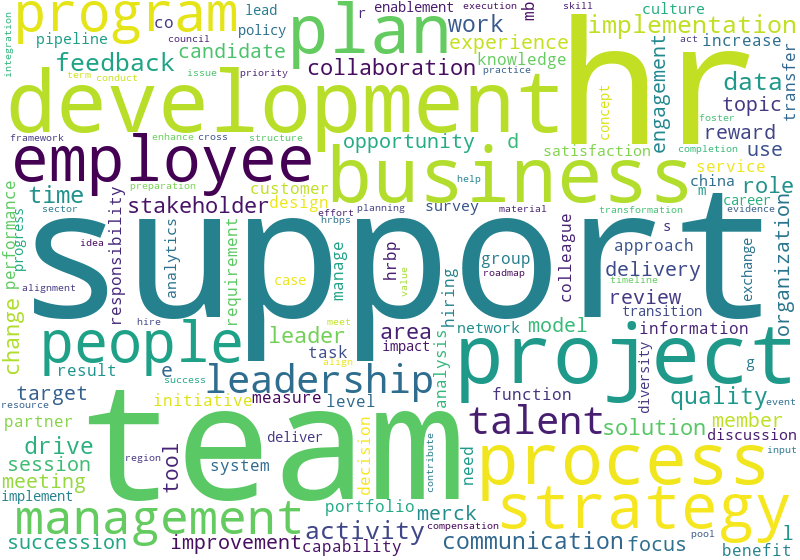 program
co
lead
enablement
r
policy
pipeline
council
integration
feedback
candidate
collaboration
plan
execution
skill
mb
work
culture
implementation
experience
knowledge
practice
hr
act
increase
transfer
term
conduct
issue
priority
development
engagement
concept
data
topic
reward
use
framework
enhance
cross
structure
foster
completion
employee
opportunity
d
satisfaction
service
preparation
help
business
china
m
role
time
stakeholder
customer
design
survey
planning
material
transformation
career
evidence
change
performance
progress
sector
responsibility
hrbps
effort
support
s
approach
exchange
organization
idea
analytics
requirement
case
manage
hrbp
group
roadmap
colleague
delivery
timeline
alignment
value
review
transition
people
hire
leader
meet
area
impact
hiring
network
model
information
project
result
e
success
task
align
analysis
function
diversity
g
quality
target
leadership
initiative
measure
level
talent
solution
member
discussion
event
resource
partner
drive
session
tool
region
deliver
system
team
decision
contribute
need
process
input
meeting
implement
portfolio
merck
strategy
management
activity
compensation
communication
focus
pool
l
benefit
succession
improvement
capability